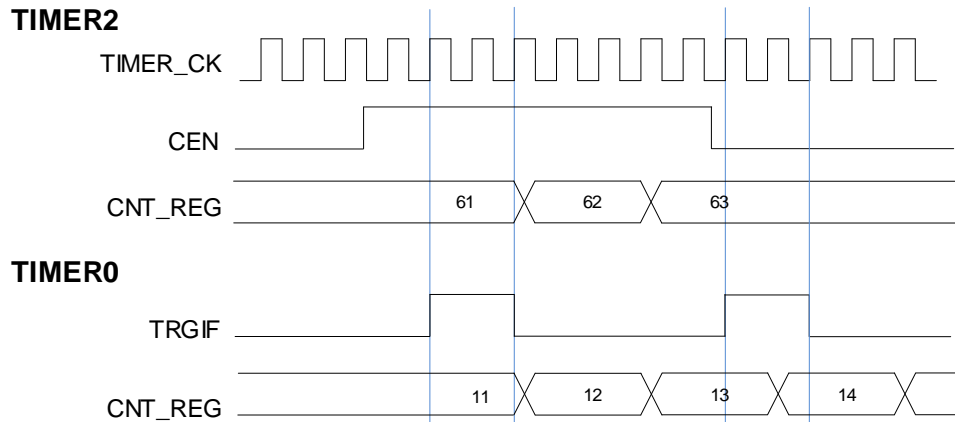 TIMER2
TIMER_CK
CEN
CNT_REG 61 62 63
TIMER0
TRGIF
CNT_REG 11 12 13 14